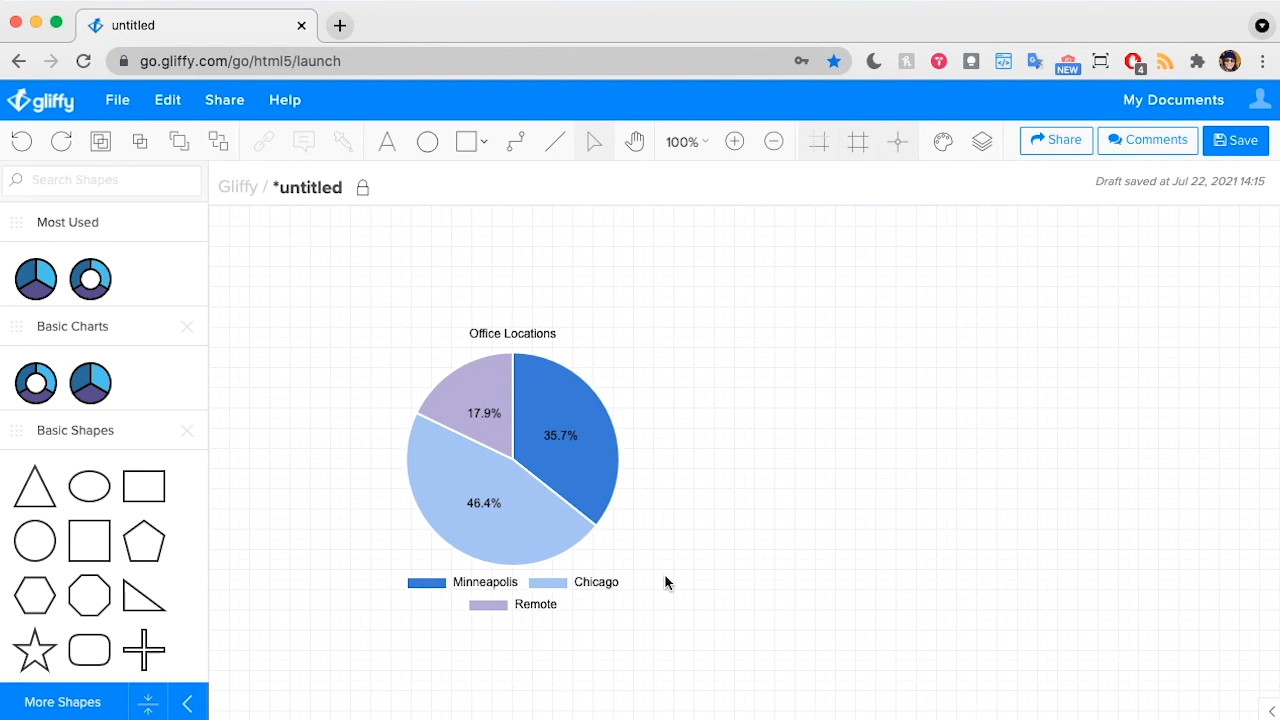 untitled
go.gliffy.com/go/html5/launch
4
NEW
gliffy
File Edit Share Help
My Documents
A
100%
Share
Comments
Save
Search Shapes
Gliffy / *untitled
Draft saved at Jul 22, 2021 14:15
Most Used
Basic Charts
Basic Shapes
Office Locations
17.9%
35.7%
46.4%
Minneapolis Chicago
Remote
More Shapes